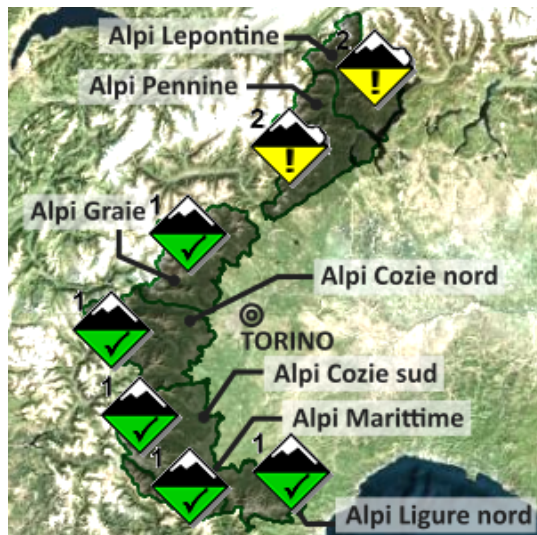 Alpi Lepontine
2
Alpi Pennine
!
2
!
Alpi Graie
1
Alpi Cozie nord
1
TORINO
Alpi Cozie sud
1
Alpi Marittime
1
1
Alpi Ligure nord